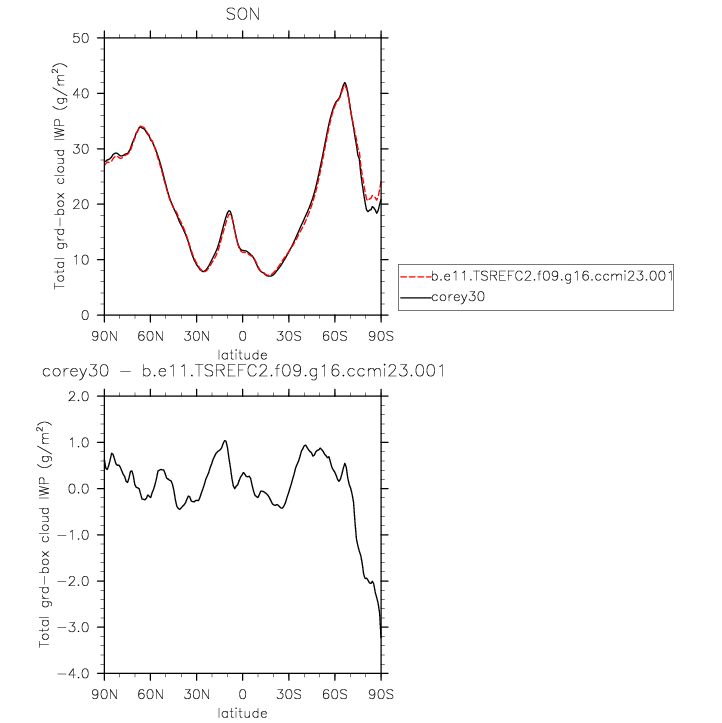 SON
Total grd-box cloud IWP (g/m²)
50
40
30
20
10
0
90N 60N 30N 0 30S 60S 90S
latitude
b.e11.TSREFC2.f09.g16.ccmi23.001
corey30
corey30 − b.e11.TSREFC2.f09.g16.ccmi23.001
Total grd-box cloud IWP (g/m²)
2.0
1.0
0.0
−1.0
−2.0
−3.0
−4.0
90N 60N 30N 0 30S 60S 90S
latitude